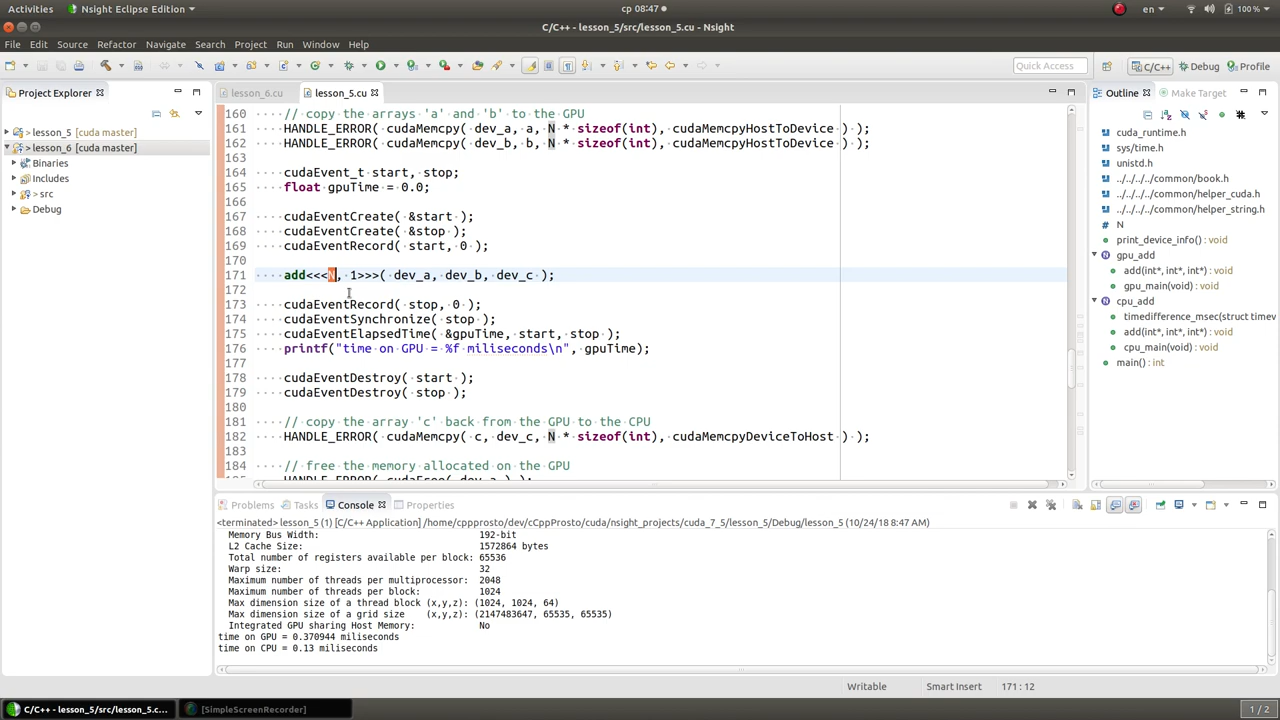 Activities Nsight Eclipse Edition ср 08:47 en 100 %
C/C++ - lesson_5/src/lesson_5.cu - Nsight
File Edit Source Refactor Navigate Search Project Run Window Help
Quick Access C/C++ Debug Profile
Project Explorer lesson_6.cu lesson_5.cu Outline Make Target
> lesson_5 [cuda master]
> lesson_6 [cuda master]
Binaries
Includes
> src
Debug
160 // copy the arrays 'a' and 'b' to the GPU
161 HANDLE_ERROR( cudaMemcpy( dev_a, a, N * sizeof(int), cudaMemcpyHostToDevice ) );
162 HANDLE_ERROR( cudaMemcpy( dev_b, b, N * sizeof(int), cudaMemcpyHostToDevice ) );
163
164 cudaEvent_t start, stop;
165 float gpuTime = 0.0;
166
167 cudaEventCreate( &start );
168 cudaEventCreate( &stop );
169 cudaEventRecord( start, 0 );
170
171 add<<<N, 1>>>( dev_a, dev_b, dev_c );
172
173 cudaEventRecord( stop, 0 );
174 cudaEventSynchronize( stop );
175 cudaEventElapsedTime( &gpuTime, start, stop );
176 printf("time on GPU = %f miliseconds\n", gpuTime);
177
178 cudaEventDestroy( start );
179 cudaEventDestroy( stop );
180
181 // copy the array 'c' back from the GPU to the CPU
182 HANDLE_ERROR( cudaMemcpy( c, dev_c, N * sizeof(int), cudaMemcpyDeviceToHost ) );
183
184 // free the memory allocated on the GPU
HANDLE_ERROR( cudaFree( dev_a ) );
cuda_runtime.h
sys/time.h
unistd.h
../../../../common/book.h
../../../../common/helper_cuda.h
../../../../common/helper_string.h
N
print_device_info() : void
gpu_add
add(int*, int*, int*) : void
gpu_main(void) : void
cpu_add
timedifference_msec(struct timev
add(int*, int*, int*) : void
cpu_main(void) : void
main() : int
Problems Tasks Console Properties
<terminated> lesson_5 (1) [C/C++ Application] /home/cppprosto/dev/cCppProsto/cuda/nsight_projects/cuda_7_5/lesson_5/Debug/lesson_5 (10/24/18 8:47 AM)
Memory Bus Width: 192-bit
L2 Cache Size: 1572864 bytes
Total number of registers available per block: 65536
Warp size: 32
Maximum number of threads per multiprocessor: 2048
Maximum number of threads per block: 1024
Max dimension size of a thread block (x,y,z): (1024, 1024, 64)
Max dimension size of a grid size (x,y,z): (2147483647, 65535, 65535)
Integrated GPU sharing Host Memory: No
time on GPU = 0.370944 miliseconds
time on CPU = 0.13 miliseconds
Writable Smart Insert 171 : 12
C/C++ - lesson_5/src/lesson_5.c... [SimpleScreenRecorder] 1 / 2